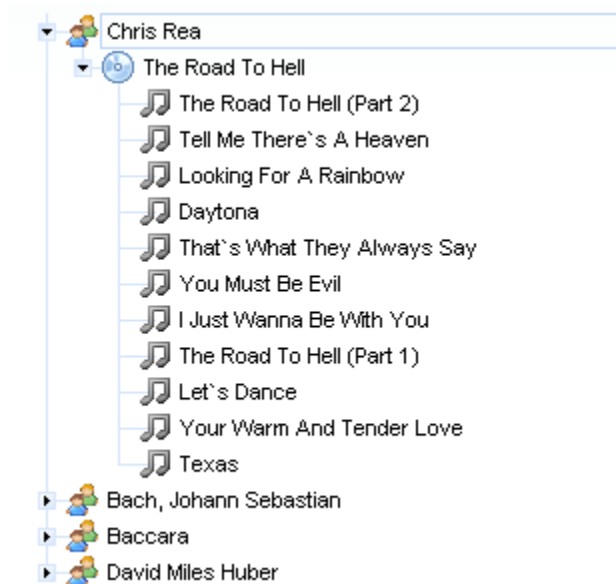 Chris Rea
The Road To Hell
The Road To Hell (Part 2)
Tell Me There`s A Heaven
Looking For A Rainbow
Daytona
That`s What They Always Say
You Must Be Evil
I Just Wanna Be With You
The Road To Hell (Part 1)
Let`s Dance
Your Warm And Tender Love
Texas
Bach, Johann Sebastian
Baccara
David Miles Huber